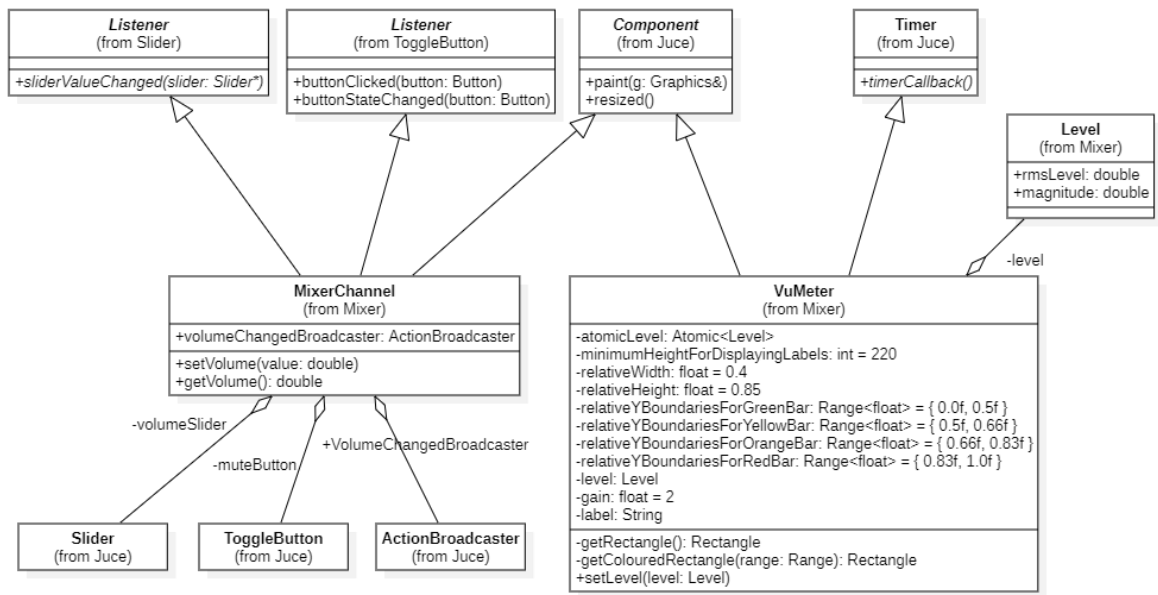 Listener
(from Slider)
+sliderValueChanged(slider: Slider*)
Listener
(from ToggleButton)
+buttonClicked(button: Button)
+buttonStateChanged(button: Button)
Component
(from Juce)
+paint(g: Graphics&)
+resized()
Timer
(from Juce)
+timerCallback()
Level
(from Mixer)
+rmsLevel: double
+magnitude: double
-level
MixerChannel
(from Mixer)
+volumeChangedBroadcaster: ActionBroadcaster
+setVolume(value: double)
+getVolume(): double
VuMeter
(from Mixer)
-atomicLevel: Atomic<Level>
-minimumHeightForDisplayingLabels: int = 220
-relativeWidth: float = 0.4
-relativeHeight: float = 0.85
-relativeYBoundariesForGreenBar: Range<float> = { 0.0f, 0.5f }
-relativeYBoundariesForYellowBar: Range<float> = { 0.5f, 0.66f }
-relativeYBoundariesForOrangeBar: Range<float> = { 0.66f, 0.83f }
-relativeYBoundariesForRedBar: Range<float> = { 0.83f, 1.0f }
-level: Level
-gain: float = 2
-label: String
-getRectangle(): Rectangle
-getColouredRectangle(range: Range): Rectangle
+setLevel(level: Level)
-volumeSlider
-muteButton
+VolumeChangedBroadcaster
Slider
(from Juce)
ToggleButton
(from Juce)
ActionBroadcaster
(from Juce)